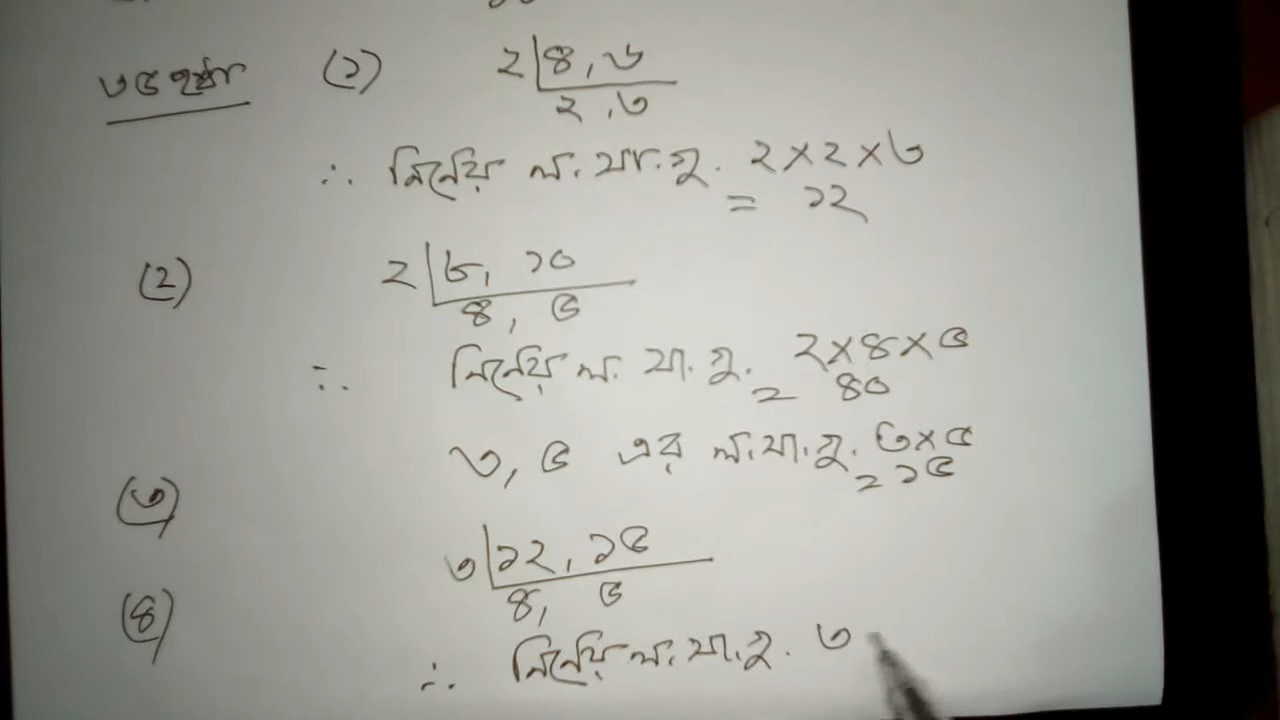 (১) ২ | ৪, ৬
২, ৩
∴ নির্ণেয় ল. সা. গু. ২ × ২ × ৩
= ১২
(২) ২ | ৮, ১০
৪, ৫
∴ নির্ণেয় ল. সা. গু. ২ × ৪ × ৫
= ৪০
(৩) ৩, ৫ এর ল. সা. গু. ৩ × ৫
= ১৫
(৪) ৩ | ১২, ১৫
৪, ৫
∴ নির্ণেয় ল. সা. গু. ৩